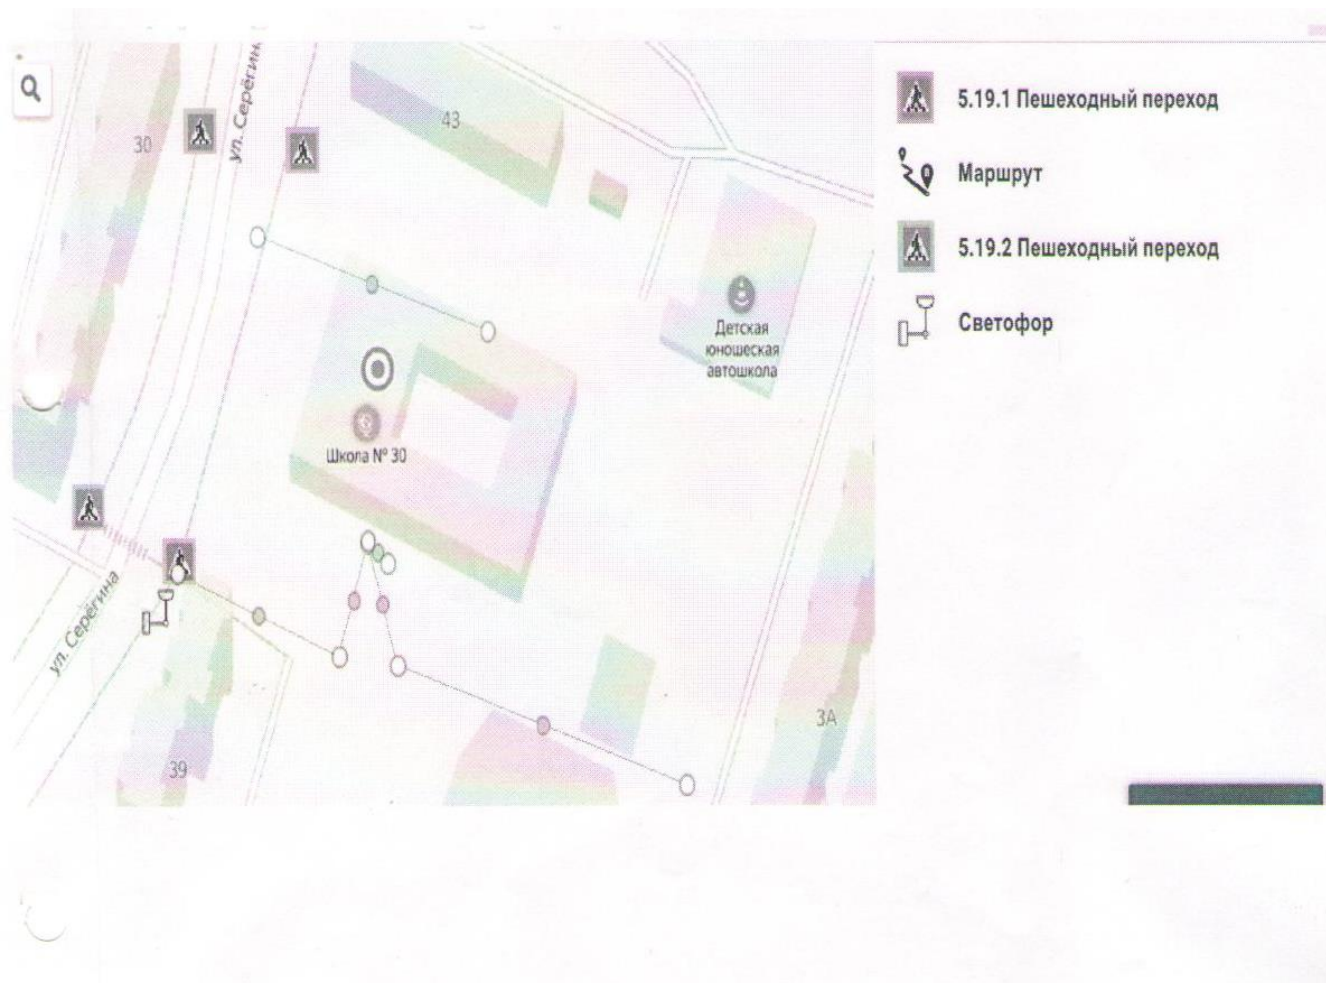 ул. Серёгина
5.19.1 Пешеходный переход
43
30
Маршрут
5.19.2 Пешеходный переход
Светофор
Детская
юношеская
автошкола
Школа № 30
ул. Серёгина
3А
39